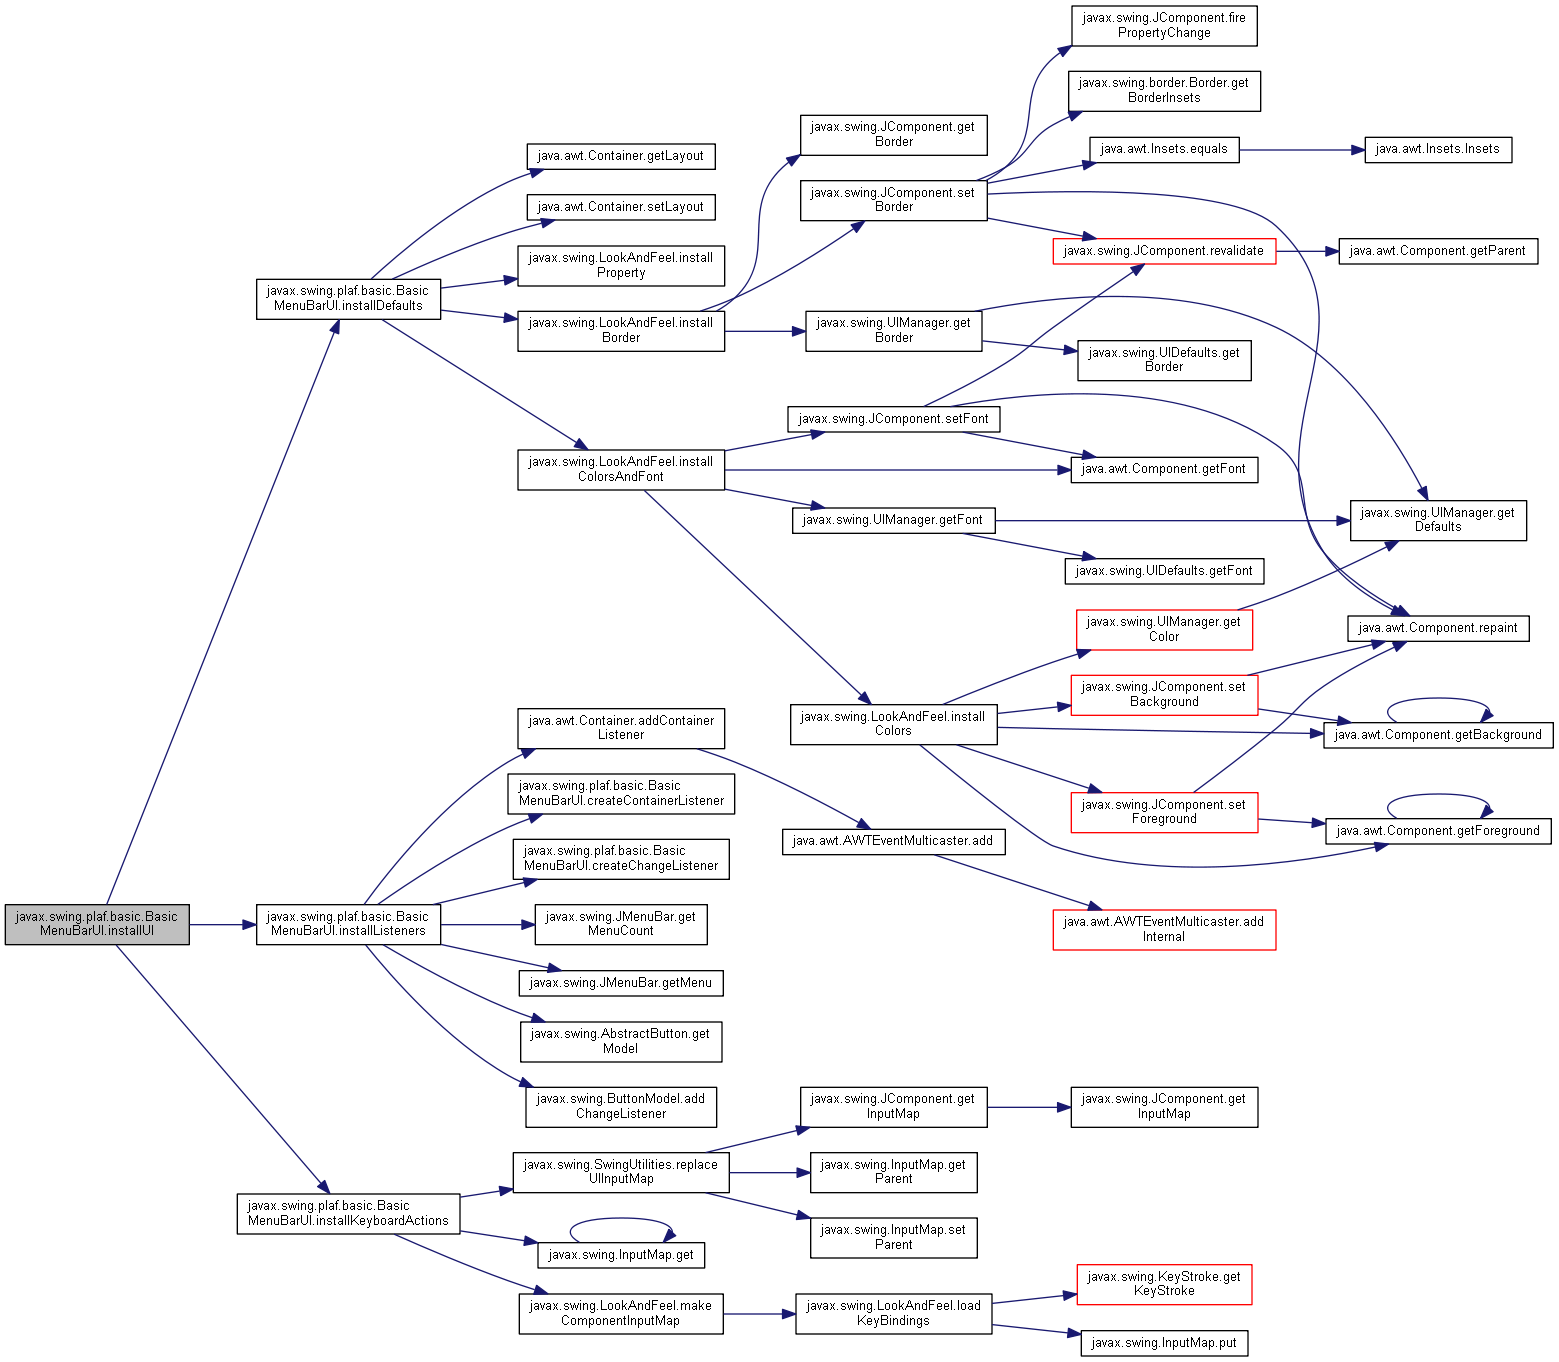 javax.swing.JComponent.fire
PropertyChange
javax.swing.border.Border.get
BorderInsets
javax.swing.JComponent.get
Border
java.awt.Container.getLayout
java.awt.Insets.equals
java.awt.Insets.Insets
java.awt.Container.setLayout
javax.swing.JComponent.set
Border
javax.swing.LookAndFeel.install
Property
javax.swing.JComponent.revalidate
java.awt.Component.getParent
javax.swing.plaf.basic.Basic
MenuBarUI.installDefaults
javax.swing.LookAndFeel.install
Border
javax.swing.UIManager.get
Border
javax.swing.UIDefaults.get
Border
javax.swing.JComponent.setFont
javax.swing.LookAndFeel.install
ColorsAndFont
java.awt.Component.getFont
javax.swing.UIManager.getFont
javax.swing.UIManager.get
Defaults
javax.swing.UIDefaults.getFont
javax.swing.UIManager.get
Color
java.awt.Component.repaint
javax.swing.JComponent.set
Background
javax.swing.LookAndFeel.install
Colors
java.awt.Component.getBackground
java.awt.Container.addContainer
Listener
javax.swing.plaf.basic.Basic
MenuBarUI.createContainerListener
javax.swing.JComponent.set
Foreground
java.awt.Component.getForeground
java.awt.AWTEventMulticaster.add
javax.swing.plaf.basic.Basic
MenuBarUI.createChangeListener
javax.swing.plaf.basic.Basic
MenuBarUI.installUI
javax.swing.plaf.basic.Basic
MenuBarUI.installListeners
javax.swing.JMenuBar.get
MenuCount
java.awt.AWTEventMulticaster.add
Internal
javax.swing.JMenuBar.getMenu
javax.swing.AbstractButton.get
Model
javax.swing.ButtonModel.add
ChangeListener
javax.swing.JComponent.get
InputMap
javax.swing.JComponent.get
InputMap
javax.swing.SwingUtilities.replace
UIInputMap
javax.swing.InputMap.get
Parent
javax.swing.plaf.basic.Basic
MenuBarUI.installKeyboardActions
javax.swing.InputMap.set
Parent
javax.swing.InputMap.get
javax.swing.LookAndFeel.make
ComponentInputMap
javax.swing.LookAndFeel.load
KeyBindings
javax.swing.KeyStroke.get
KeyStroke
javax.swing.InputMap.put